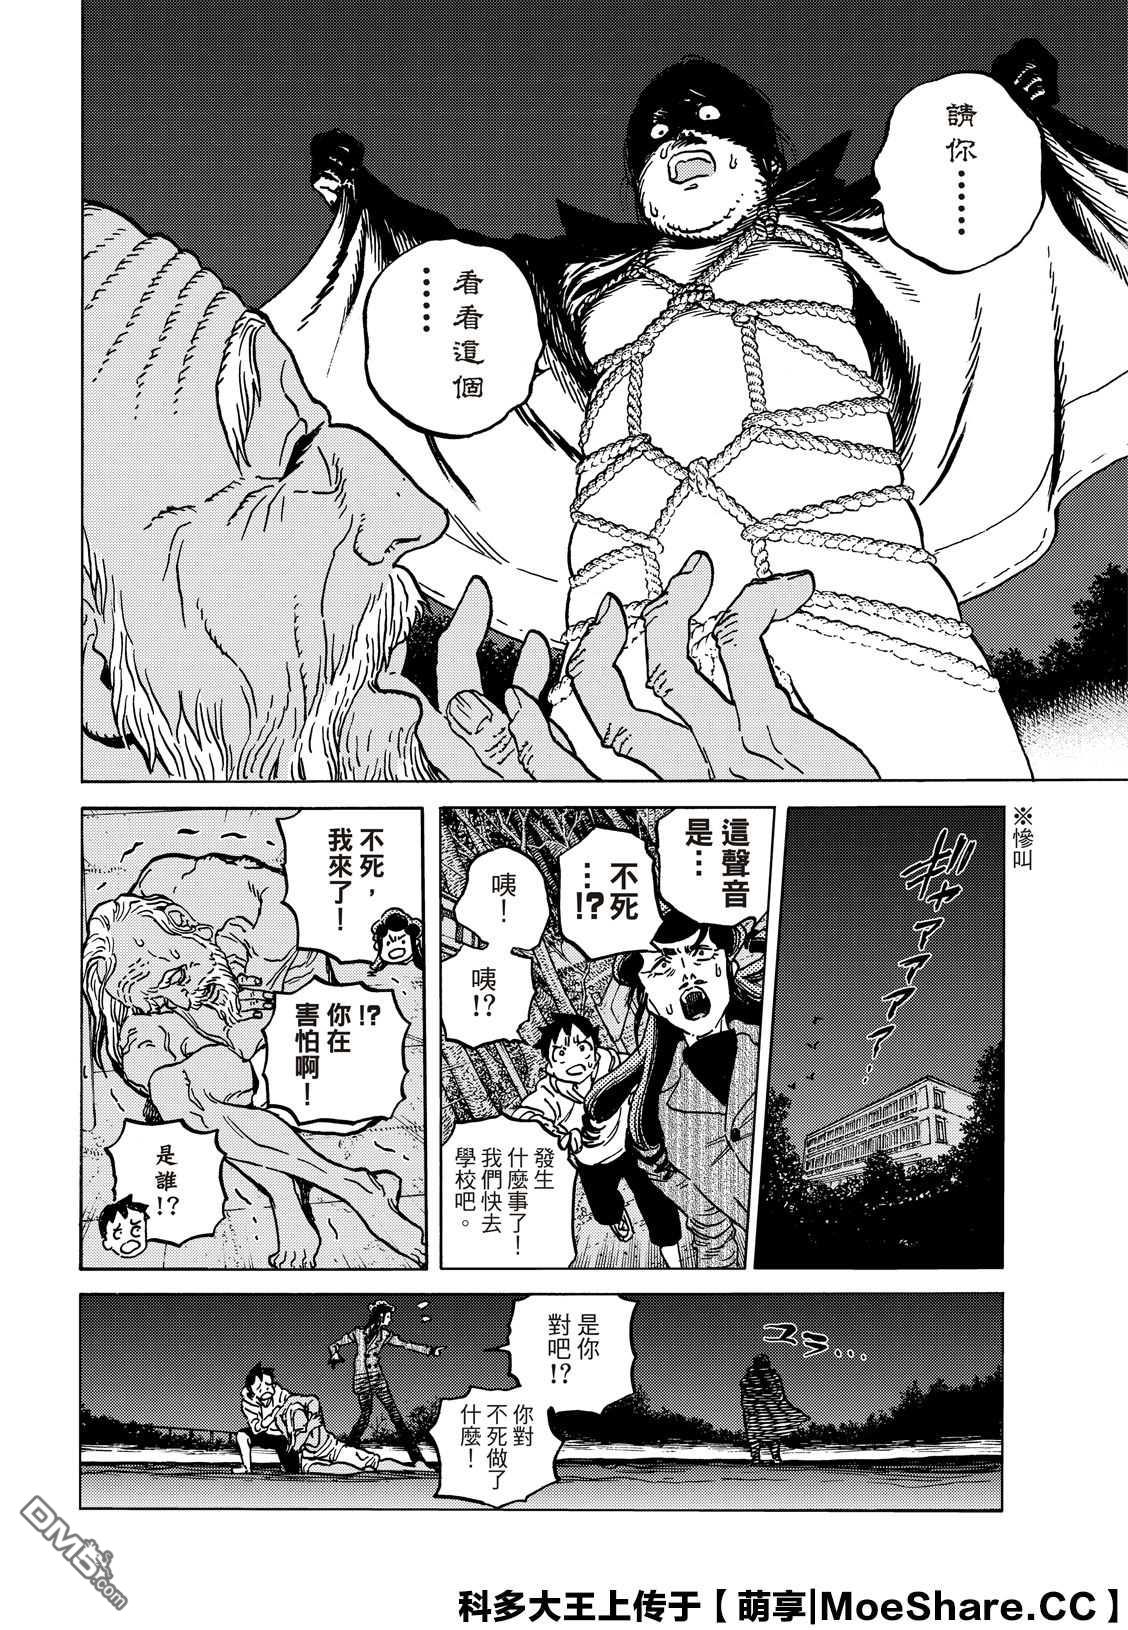 請你……
看看這個
……
※慘叫
ギャアアアア…
這聲音
是…
不死
…!?
咦！
咦!?
發生
什麼事了！
我們快去
學校吧。
不死，
我來了！
!?
你在
害怕啊！
是誰!?
ユラ…
是你
對吧!?
你對
不死做了
什麼！
DM5.com
科多大王上传于【萌享|MoeShare.CC】